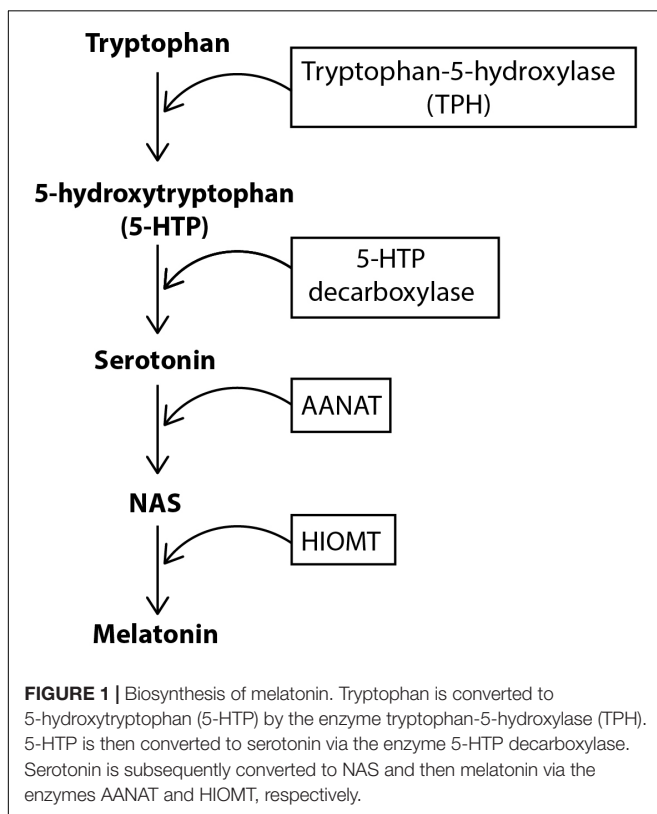 Tryptophan
Tryptophan-5-hydroxylase
(TPH)
5-hydroxytryptophan
(5-HTP)
5-HTP
decarboxylase
Serotonin
AANAT
NAS
HIOMT
Melatonin
FIGURE 1 | Biosynthesis of melatonin. Tryptophan is converted to
5-hydroxytryptophan (5-HTP) by the enzyme tryptophan-5-hydroxylase (TPH).
5-HTP is then converted to serotonin via the enzyme 5-HTP decarboxylase.
Serotonin is subsequently converted to NAS and then melatonin via the
enzymes AANAT and HIOMT, respectively.